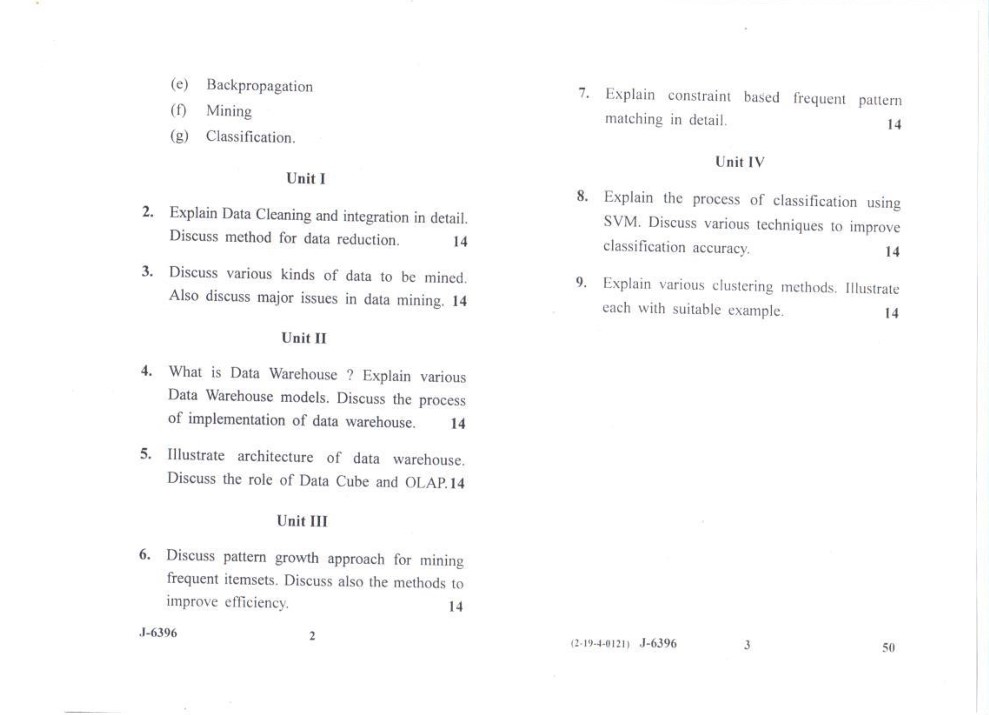 (e) Backpropagation
(f) Mining
(g) Classification.
Unit I
2. Explain Data Cleaning and integration in detail.
Discuss method for data reduction. 14
3. Discuss various kinds of data to be mined.
Also discuss major issues in data mining. 14
Unit II
4. What is Data Warehouse ? Explain various
Data Warehouse models. Discuss the process
of implementation of data warehouse. 14
5. Illustrate architecture of data warehouse.
Discuss the role of Data Cube and OLAP. 14
Unit III
6. Discuss pattern growth approach for mining
frequent itemsets. Discuss also the methods to
improve efficiency. 14
J-6396 2
7. Explain constraint based frequent pattern
matching in detail. 14
Unit IV
8. Explain the process of classification using
SVM. Discuss various techniques to improve
classification accuracy. 14
9. Explain various clustering methods. Illustrate
each with suitable example. 14
(2-19-4-0121) J-6396 3 50